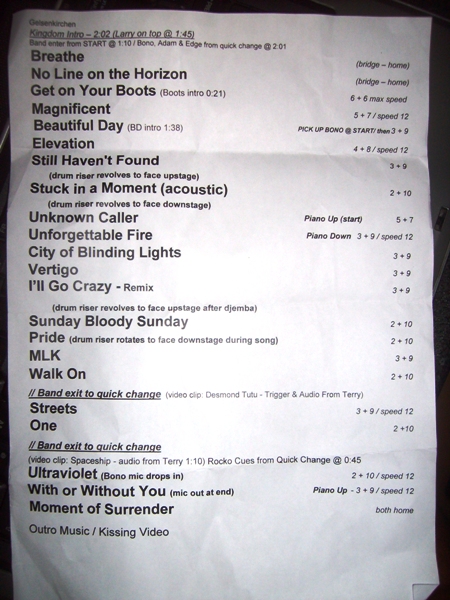 Gelsenkirchen
Kingdom Intro – 2:02 (Larry on top @ 1:45)
Band enter from START @ 1:10 / Bono, Adam & Edge from quick change @ 2:01
Breathe (bridge – home)
No Line on the Horizon (bridge – home)
Get on Your Boots (Boots intro 0:21) 6 + 6 max speed
Magnificent 5 + 7 / speed 12
Beautiful Day (BD intro 1:38) PICK UP BONO @ START/ then 3 + 9
Elevation 4 + 8 / speed 12
Still Haven't Found 3 + 9
(drum riser revolves to face upstage)
Stuck in a Moment (acoustic) 2 + 10
(drum riser revolves to face downstage)
Unknown Caller Piano Up (start) 5 + 7
Unforgettable Fire Piano Down 3 + 9 / speed 12
City of Blinding Lights 3 + 9
Vertigo 3 + 9
I'll Go Crazy - Remix 3 + 9
(drum riser revolves to face upstage after djemba)
Sunday Bloody Sunday 2 + 10
Pride (drum riser rotates to face downstage during song) 2 + 10
MLK 3 + 9
Walk On 2 + 10
// Band exit to quick change (video clip: Desmond Tutu - Trigger & Audio From Terry)
Streets 3 + 9 / speed 12
One 2 +10
// Band exit to quick change
(video clip: Spaceship - audio from Terry 1:10) Rocko Cues from Quick Change @ 0:45
Ultraviolet (Bono mic drops in) 2 + 10 / speed 12
With or Without You (mic out at end) Piano Up - 3 + 9 / speed 12
Moment of Surrender both home
Outro Music / Kissing Video